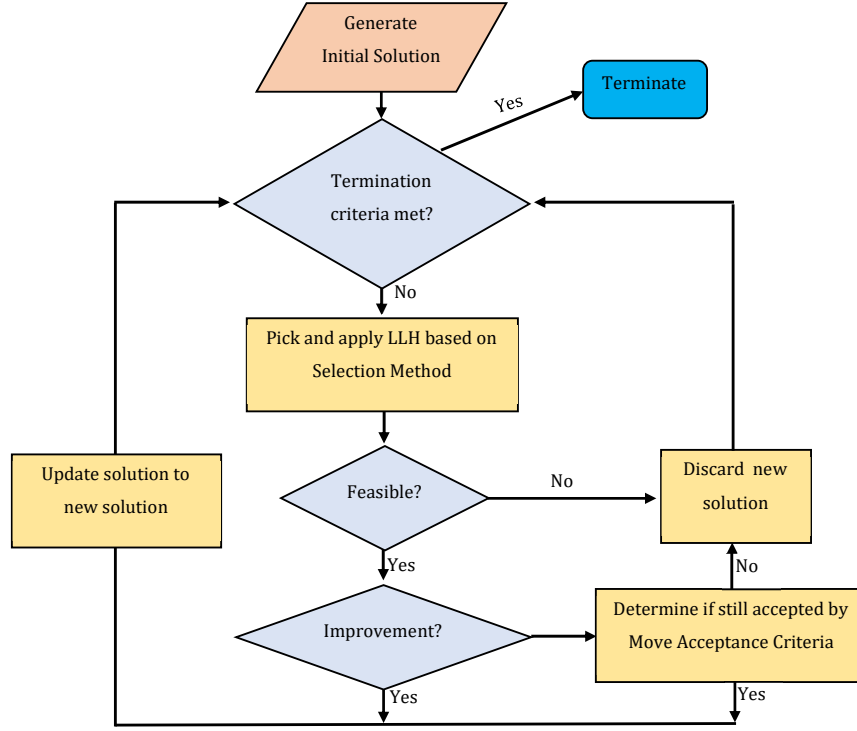 Generate
Initial Solution
Terminate
Yes
Termination
criteria met?
No
Pick and apply LLH based on
Selection Method
Update solution to
new solution
Feasible?
No
Discard new
solution
Yes
No
Improvement?
Determine if still accepted by
Move Acceptance Criteria
Yes
Yes